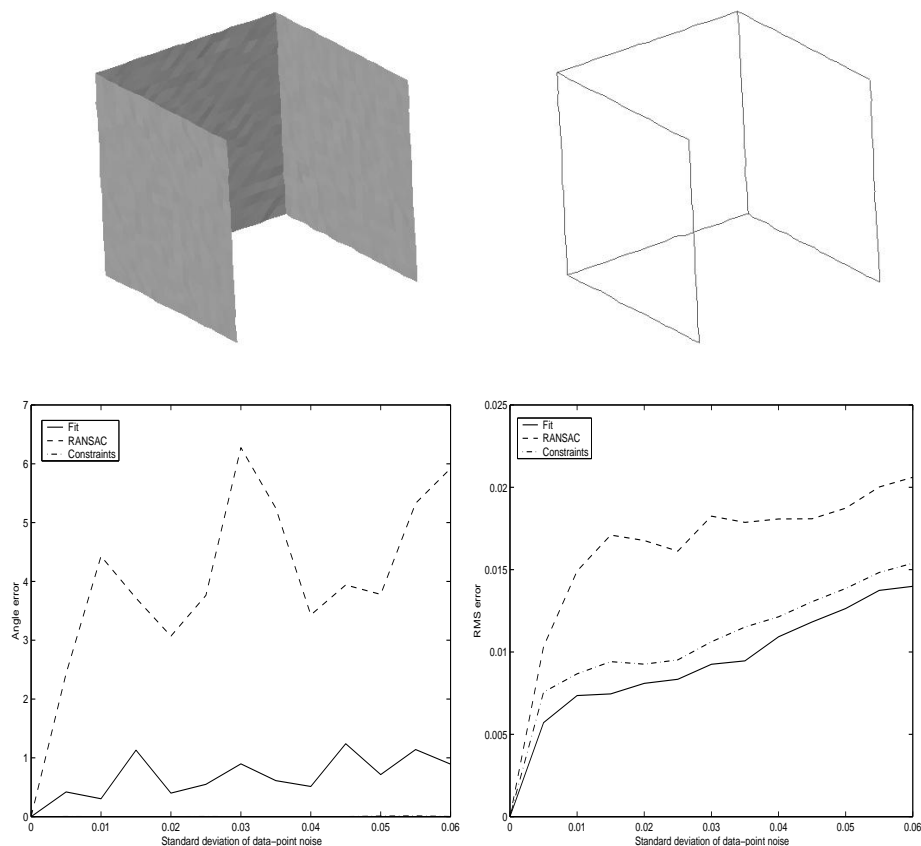 7
6
5
4
3
2
1
0
Angle error
Fit
RANSAC
Constraints
0 0.01 0.02 0.03 0.04 0.05 0.06
Standard deviation of data−point noise
0.025
0.02
0.015
0.01
0.005
0
RMS error
Fit
RANSAC
Constraints
0 0.01 0.02 0.03 0.04 0.05 0.06
Standard deviation of data−point noise